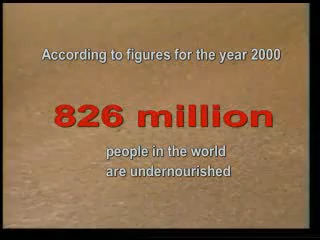 According to figures for the year 2000
826 million
people in the world
are undernourished